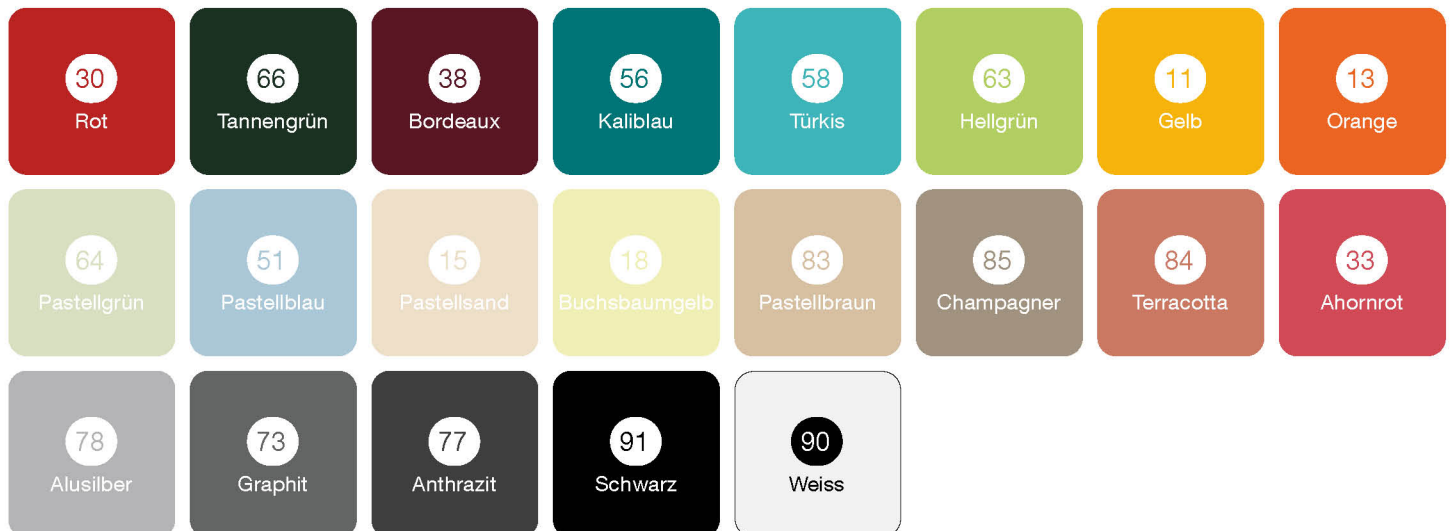 30
Rot
66
Tannengrün
38
Bordeaux
56
Kaliblau
58
Türkis
63
Hellgrün
11
Gelb
13
Orange
64
Pastellgrün
51
Pastellblau
15
Pastellsand
18
Buchsbaumgelb
83
Pastellbraun
85
Champagner
84
Terracotta
33
Ahornrot
78
Alusilber
73
Graphit
77
Anthrazit
91
Schwarz
90
Weiss